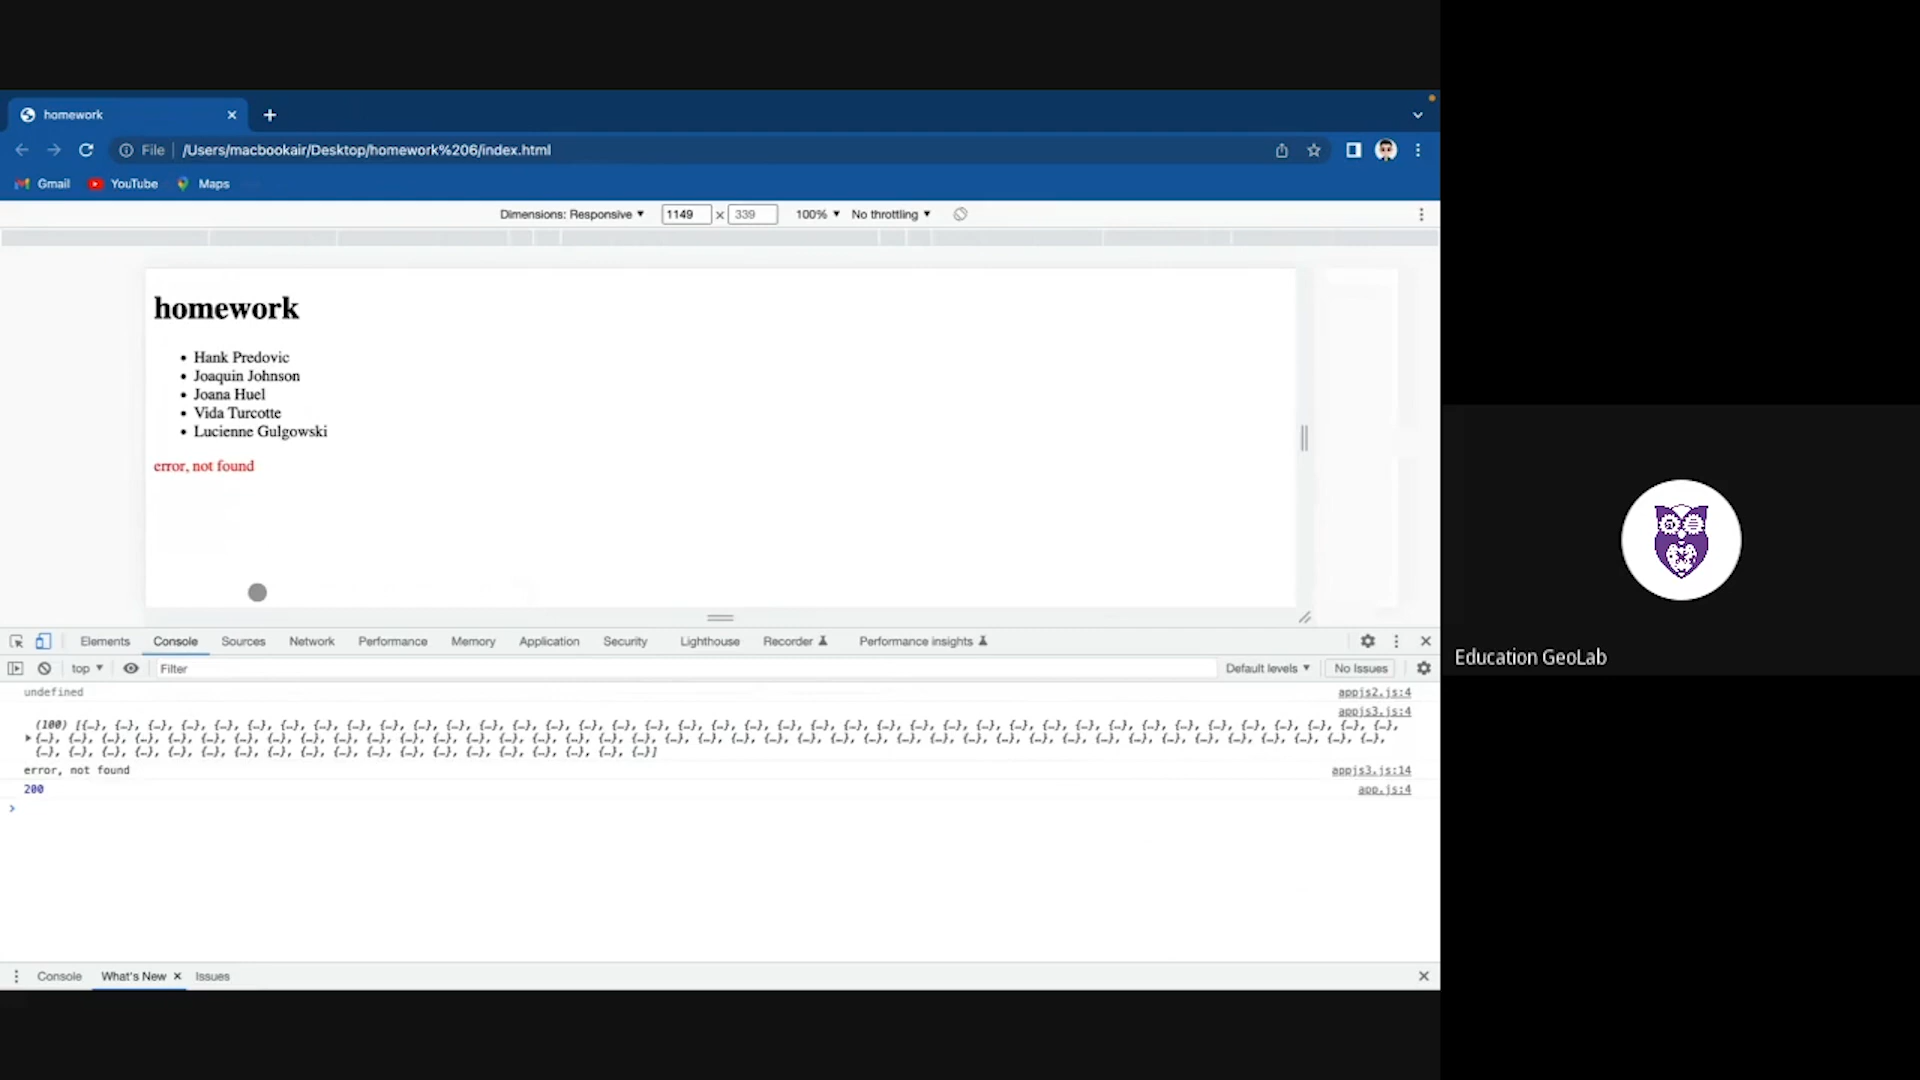 homework
File
/Users/macbookair/Desktop/homework%206/index.html
Gmail YouTube Maps
Dimensions: Responsive ▼ 1149 × 339 100% ▼ No throttling ▼
homework
• Hank Predovic
• Joaquin Johnson
• Joana Huel
• Vida Turcotte
• Lucienne Gulgowski
error, not found
Elements Console Sources Network Performance Memory Application Security Lighthouse Recorder Performance insights
top ▼ Filter Default levels ▼ No Issues
undefined appjs2.js:4
appjs3.js:4
(100) [{…}, {…}, {…}, {…}, {…}, {…}, {…}, {…}, {…}, {…}, {…}, {…}, {…}, {…}, {…}, {…}, {…}, {…}, {…}, {…}, {…}, {…}, {…}, {…}, {…}, {…}, {…}, {…}, {…}, {…}, {…}, {…}, {…}, {…}, {…}, {…}, {…}, {…}, {…}, {…},
{…}, {…}, {…}, {…}, {…}, {…}, {…}, {…}, {…}, {…}, {…}, {…}, {…}, {…}, {…}, {…}, {…}, {…}, {…}, {…}, {…}, {…}, {…}, {…}, {…}, {…}, {…}, {…}, {…}, {…}, {…}, {…}, {…}, {…}, {…}, {…}, {…}, {…}, {…}, {…}, {…},
{…}, {…}, {…}, {…}, {…}, {…}, {…}, {…}, {…}, {…}, {…}, {…}, {…}, {…}, {…}, {…}, {…}, {…}, {…}]
error, not found appjs3.js:14
200 app.js:4
Console What's New Issues
Education GeoLab